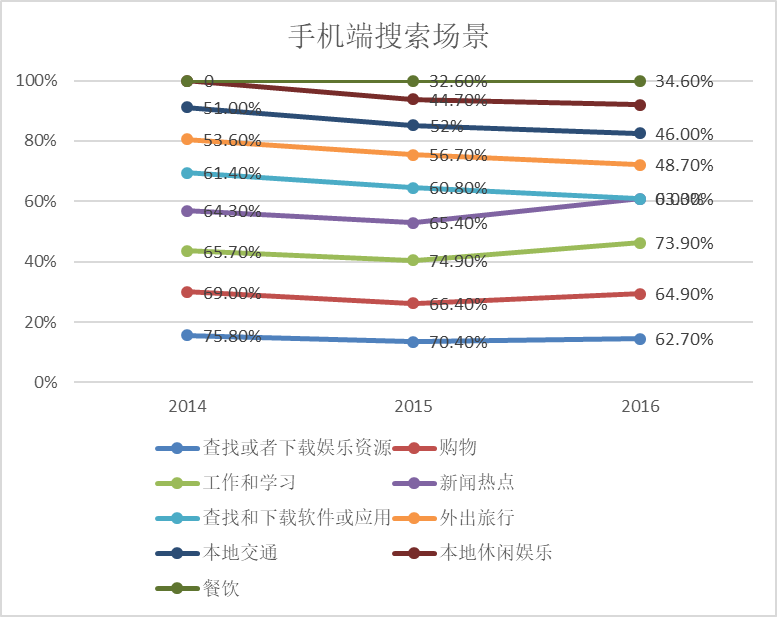 手机端搜索场景
100% 0 32.60% 34.60%
44.70%
51.00% 52% 46.00%
80% 53.60% 56.70% 48.70%
61.40% 60.80%
60% 64.30% 65.40%
65.70% 74.90% 73.90%
40%
69.00% 66.40% 64.90%
20% 75.80% 70.40% 62.70%
0%
2014 2015 2016
查找或者下载娱乐资源 购物
工作和学习 新闻热点
查找和下载软件或应用 外出旅行
本地交通 本地休闲娱乐
餐饮